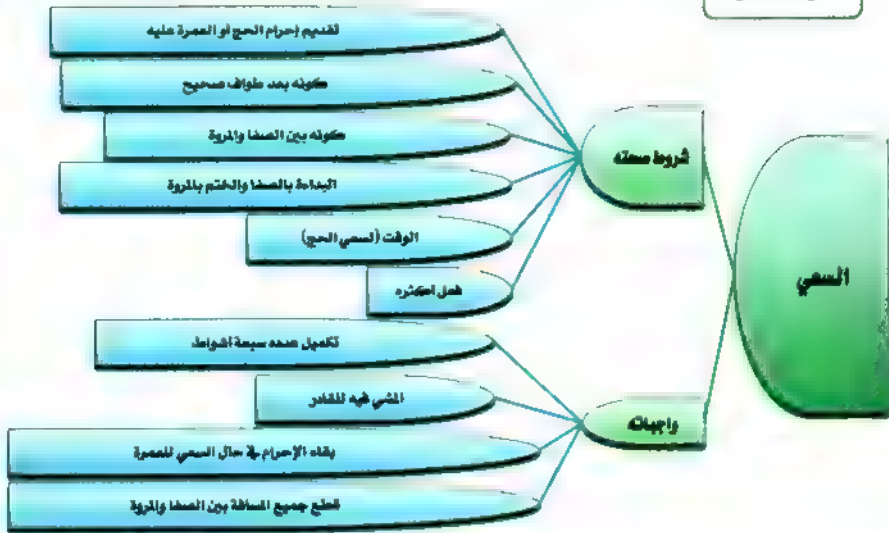 السعي
شروط صحته
تقديم إحرام الحج أو العمرة عليه
كونه بعد طواف صحيح
كونه بين الصفا والمروة
البداءة بالصفا والختم بالمروة
الوقت (لسعي الحج)
فعل أكثره
واجباته
تكميل عدده سبعة أشواط
المشي فيه للقادر
بقاء الإحرام في حال السعي للعمرة
قطع جميع المسافة بين الصفا والمروة